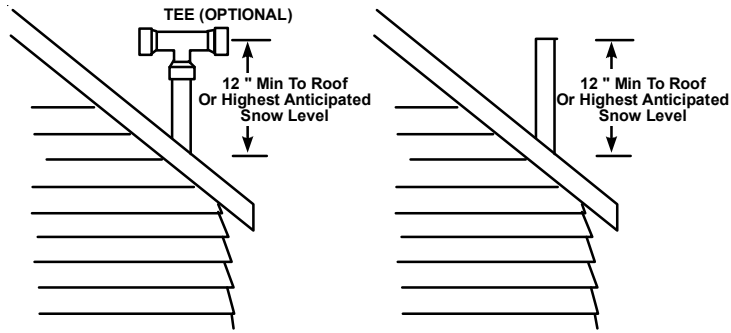 TEE (OPTIONAL)
12 " Min To Roof
Or Highest Anticipated
Snow Level
12 " Min To Roof
Or Highest Anticipated
Snow Level